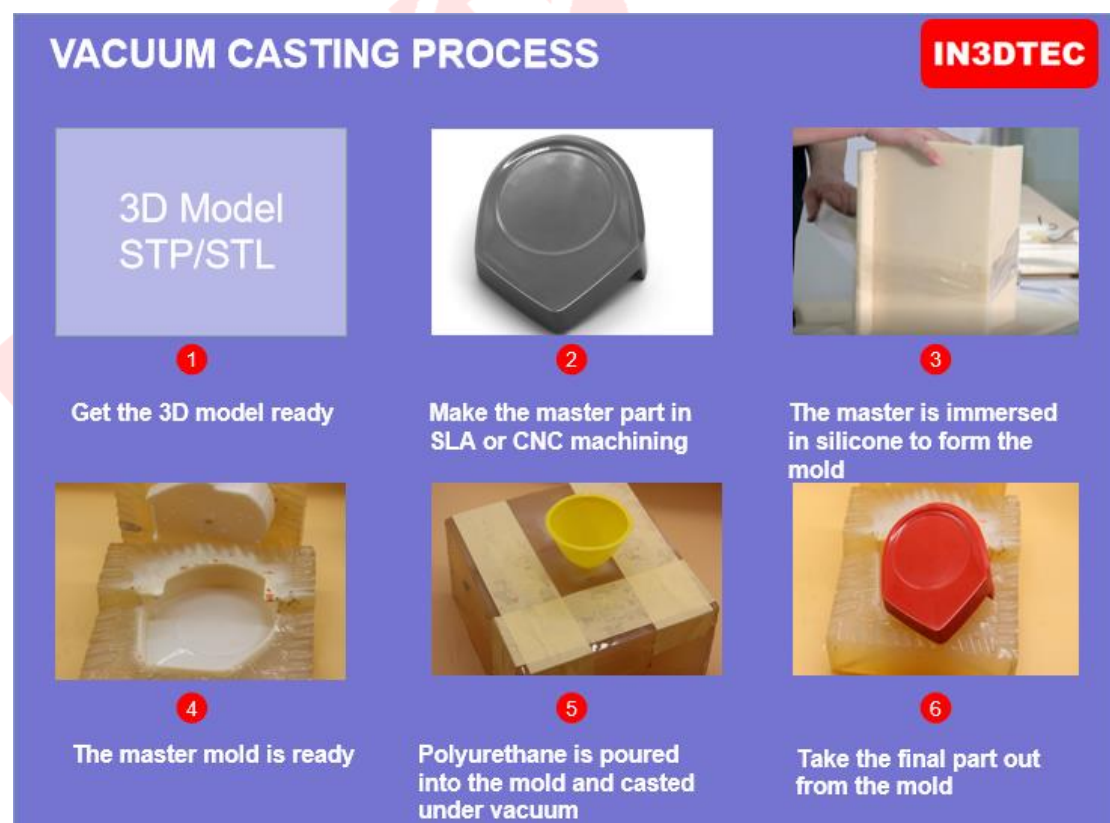 VACUUM CASTING PROCESS
IN3DTEC
3D Model
STP/STL
1
Get the 3D model ready
2
Make the master part in
SLA or CNC machining
3
The master is immersed
in silicone to form the
mold
4
The master mold is ready
5
Polyurethane is poured
into the mold and casted
under vacuum
6
Take the final part out
from the mold